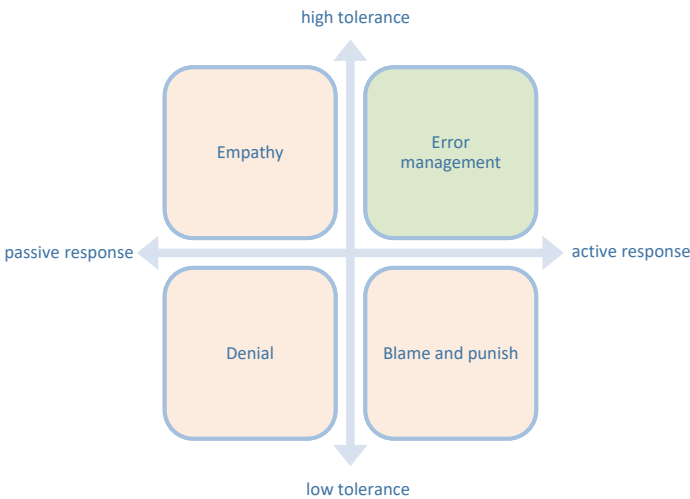 high tolerance
Empathy
Error
management
passive response
active response
Denial
Blame and punish
low tolerance